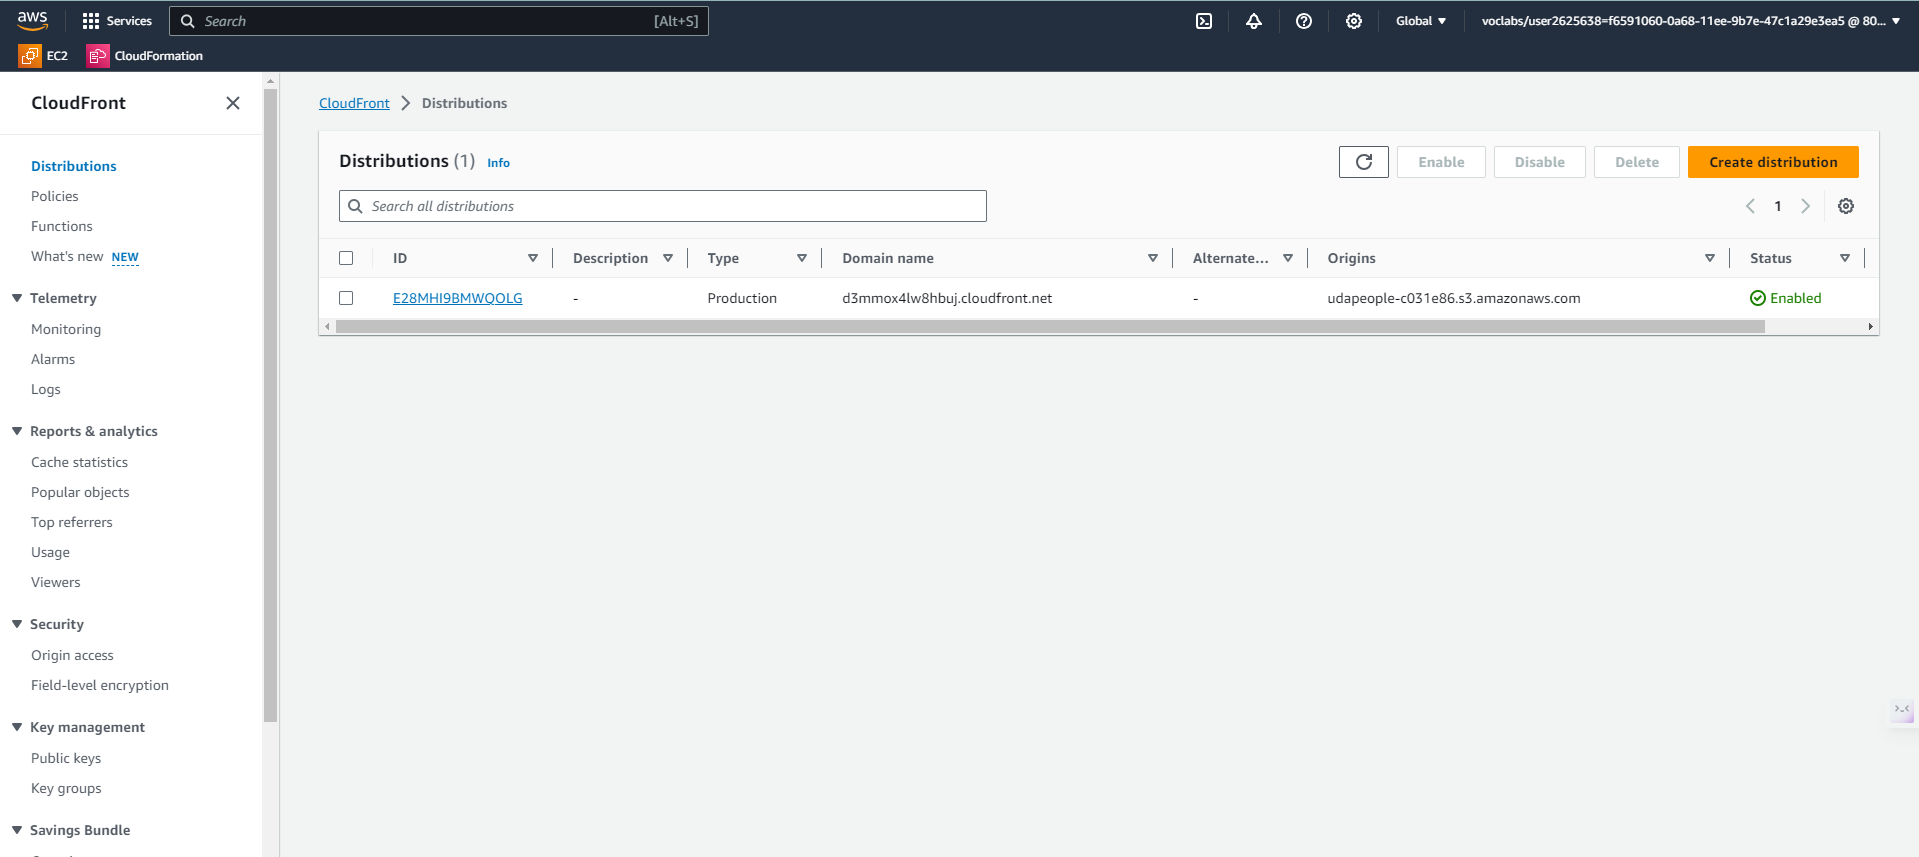 aws Services Search [Alt+S] Global voclabs/user2625638=f6591060-0a68-11ee-9b7e-47c1a29e3ea5 @ 80...
EC2 CloudFormation
CloudFront
Distributions
Policies
Functions
What's new NEW
Telemetry
Monitoring
Alarms
Logs
Reports & analytics
Cache statistics
Popular objects
Top referrers
Usage
Viewers
Security
Origin access
Field-level encryption
Key management
Public keys
Key groups
Savings Bundle
CloudFront > Distributions
Distributions (1) Info Enable Disable Delete Create distribution
Search all distributions 1
ID Description Type Domain name Alternate... Origins Status
E28MHI9BMWQOLG - Production d3mmox4lw8hbuj.cloudfront.net - udapeople-c031e86.s3.amazonaws.com Enabled